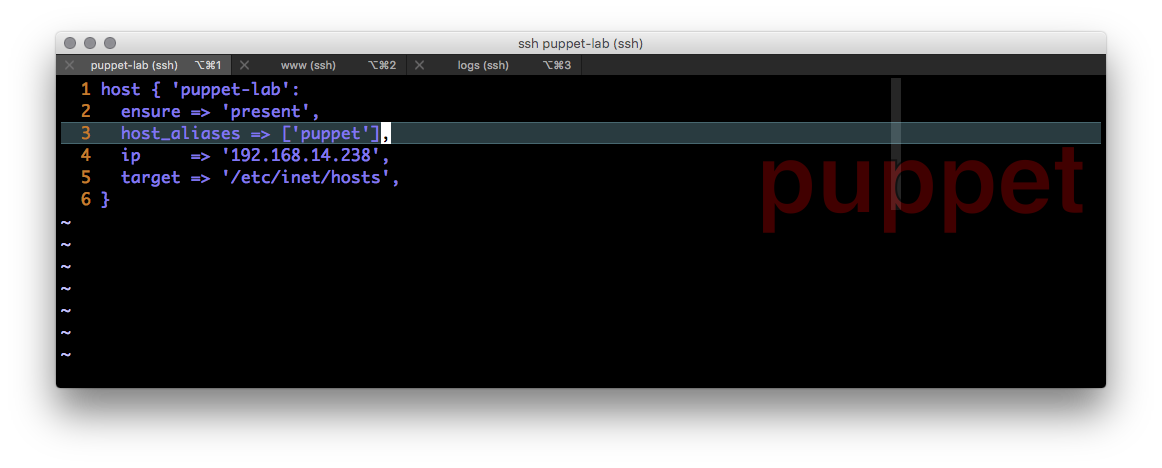 ssh puppet-lab (ssh)
puppet-lab (ssh) ⌥⌘1 www (ssh) ⌥⌘2 logs (ssh) ⌥⌘3
1 host { 'puppet-lab':
2   ensure => 'present',
3   host_aliases => ['puppet'],
4   ip     => '192.168.14.238',
5   target => '/etc/inet/hosts',
6 }
~
~
~
~
~
~
~
puppet